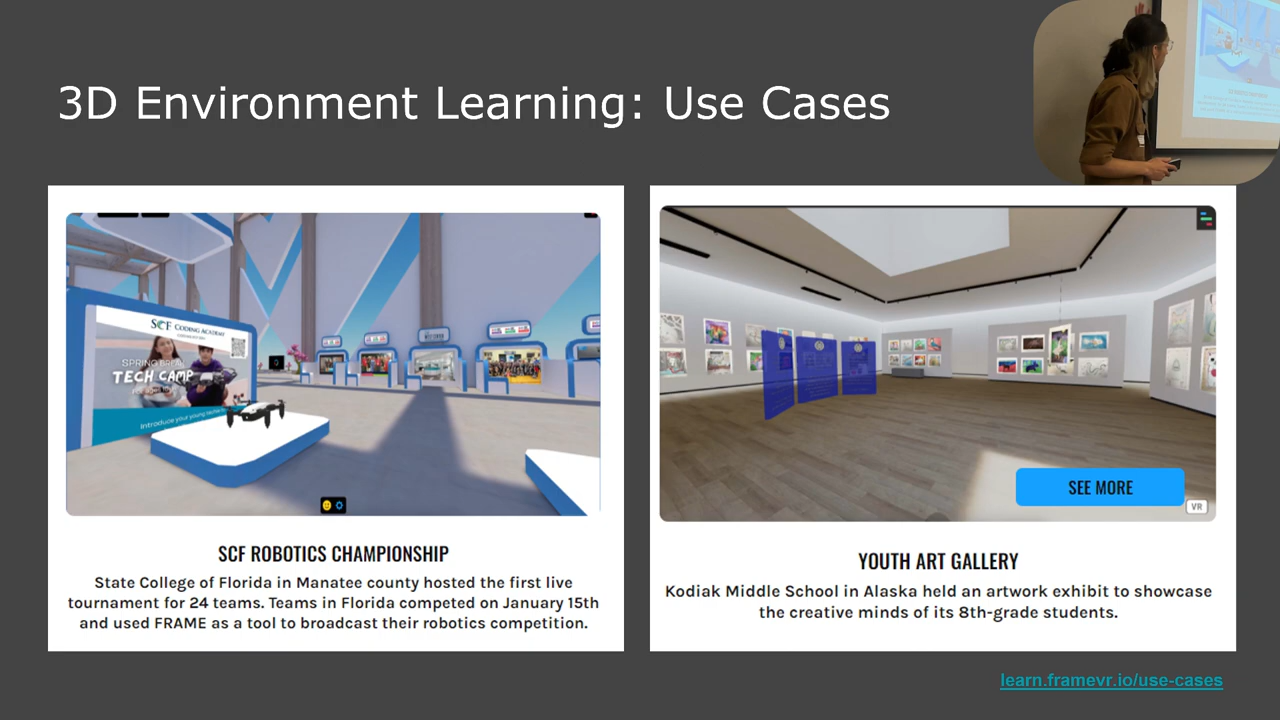 3D Environment Learning: Use Cases
SCF CODING ACADEMY
SPRING BREAK
TECH CAMP
Introduce your young
SEE MORE
VR
SCF ROBOTICS CHAMPIONSHIP
State College of Florida in Manatee county hosted the first live
tournament for 24 teams. Teams in Florida competed on January 15th
and used FRAME as a tool to broadcast their robotics competition.
YOUTH ART GALLERY
Kodiak Middle School in Alaska held an artwork exhibit to showcase
the creative minds of its 8th-grade students.
learn.framevr.io/use-cases